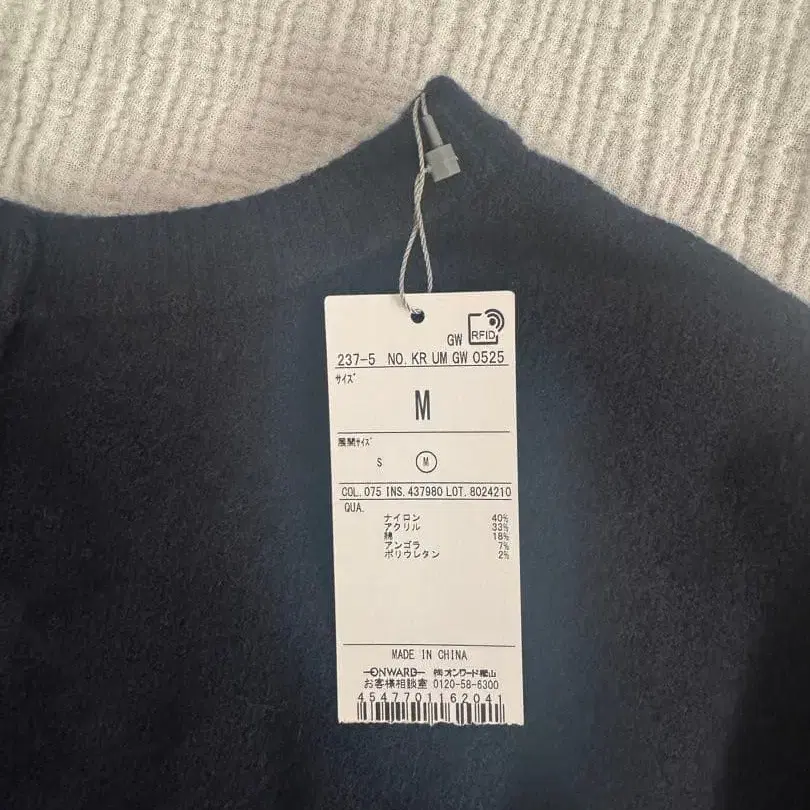 GW RFID
237-5 NO. KR UM GW 0525
サイズ
M
展開サイズ
S M
COL. 075 INS. 437980 LOT. 8024210
QUA.
ナイロン 40%
アクリル 33%
綿 18%
アンゴラ 7%
ポリウレタン 2%
MADE IN CHINA
ONWARD ㈱オンワード樫山
お客様相談室 0120-58-6300
4547701162041